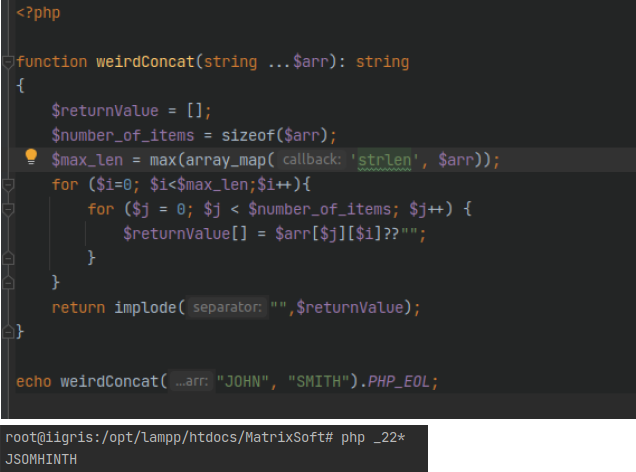 <?php
function weirdConcat(string ...$arr): string
{
$returnValue = [];
$number_of_items = sizeof($arr);
$max_len = max(array_map( callback: 'strlen', $arr));
for ($i=0; $i<$max_len;$i++){
for ($j = 0; $j < $number_of_items; $j++) {
$returnValue[] = $arr[$j][$i]??"";
}
}
return implode( separator: "",$returnValue);
}
echo weirdConcat( ...arr: "JOHN", "SMITH").PHP_EOL;
root@iigris:/opt/lampp/htdocs/MatrixSoft# php _22*
JSOMHINTH